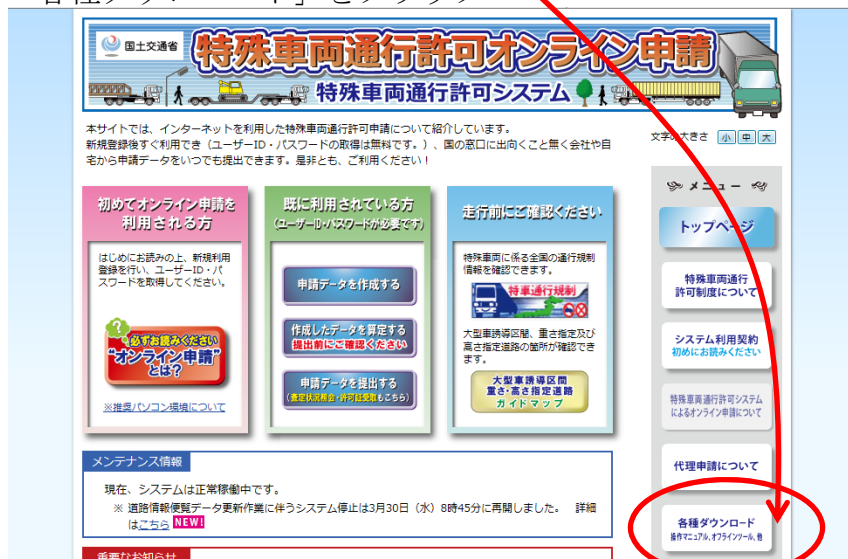 各種ダウンロード」をクリック
国土交通省
特殊車両通行許可オンライン申請
特殊車両通行許可システム
本サイトでは、インターネットを利用した特殊車両通行許可申請について紹介しています。
新規登録後すぐ利用でき（ユーザーID・パスワードの取得は無料です。）、国の窓口に出向くこと無く会社や自
宅から申請データをいつでも提出できます。是非とも、ご利用ください！
文字の大きさ 小 中 大
初めてオンライン申請を
利用される方
はじめにお読みの上、新規利用
登録を行い、ユーザーID・パ
スワードを取得してください。
必ずお読みください
“オンライン申請”
とは？
※推奨パソコン環境について
既に利用されている方
（ユーザーID・パスワードが必要です）
申請データを作成する
作成したデータを算定する
提出前にご確認ください
申請データを提出する
（査定状況照会・許可証受取もこちら）
走行前にご確認ください
特殊車両に係る全国の通行規制
情報を確認できます。
特車通行規制
大型車誘導区間、重さ指定及び
高さ指定道路の箇所が確認でき
ます。
大型車誘導区間
重さ・高さ指定道路
ガイドマップ
メニュー
トップページ
特殊車両通行
許可制度について
システム利用契約
初めにお読みください
特殊車両通行許可システム
によるオンライン申請について
代理申請について
各種ダウンロード
操作マニュアル、オフラインツール、他
メンテナンス情報
現在、システムは正常稼働中です。
※ 道路情報便覧データ更新作業に伴うシステム停止は3月30日（水）8時45分に再開しました。 詳細
はこちら NEW!
重要なお知らせ